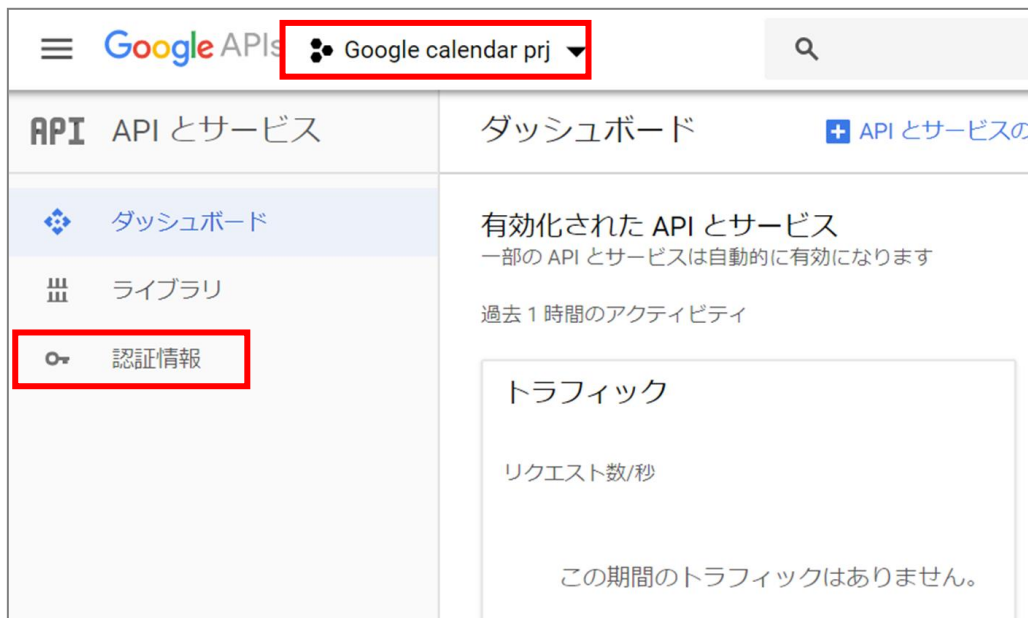 Google APIs Google calendar prj
API API とサービス
ダッシュボード
API とサービスの
ダッシュボード
ライブラリ
認証情報
有効化された API とサービス
一部の API とサービスは自動的に有効になります
過去 1 時間のアクティビティ
トラフィック
リクエスト数/秒
この期間のトラフィックはありません。